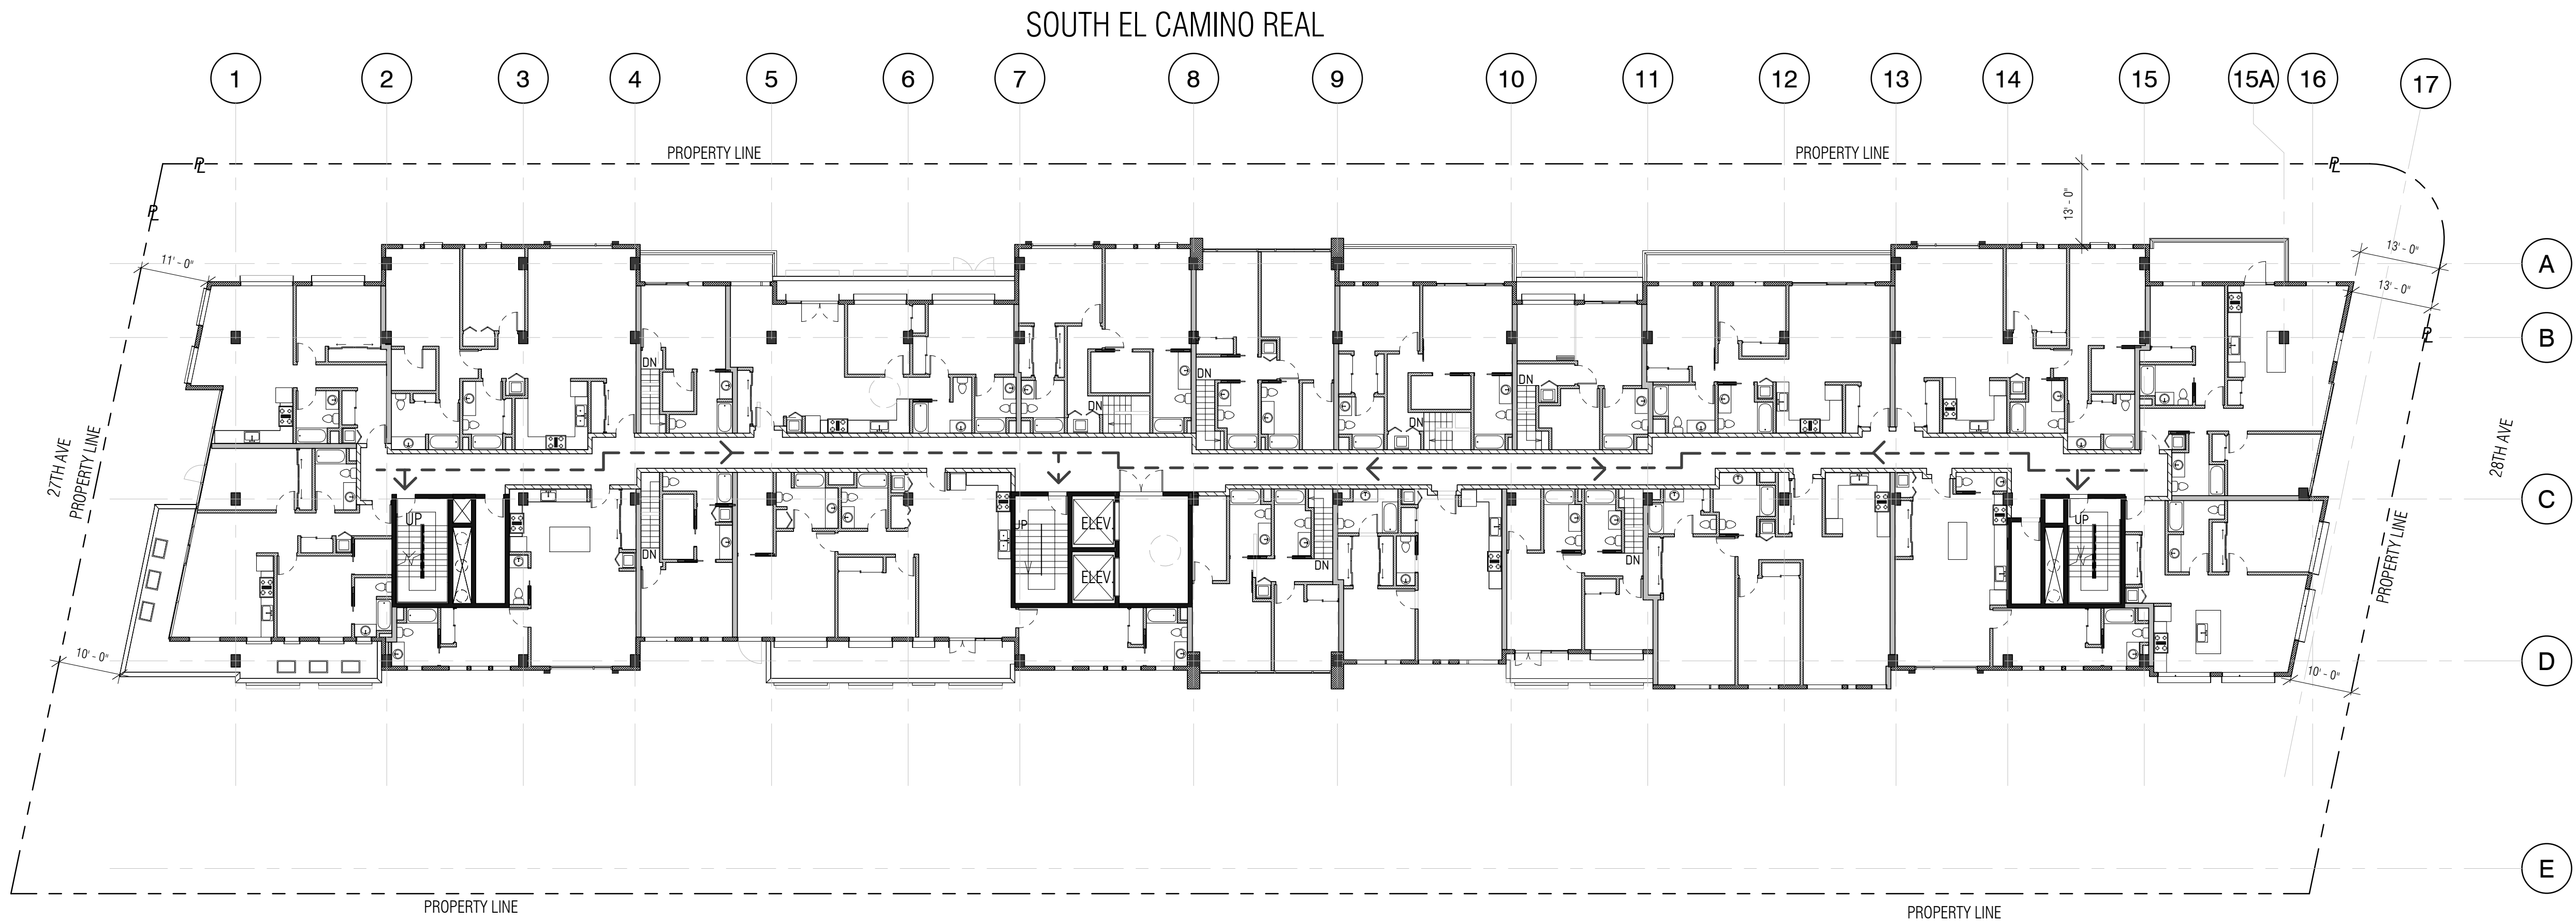 SOUTH EL CAMINO REAL
1 2 3 4 5 6 7 8 9 10 11 12 13 14 15 15A 16 17
PROPERTY LINE
PROPERTY LINE
PL
PL
PL
13' - 0"
11' - 0"
13' - 0"
13' - 0"
A
PL
B
DN
DN
DN
DN
DN
DN
27TH AVE
PROPERTY LINE
28TH AVE
PROPERTY LINE
C
UP
UP
ELEV.
UP
DN
DN
DN
ELEV.
10' - 0"
10' - 0"
D
E
PROPERTY LINE
PROPERTY LINE